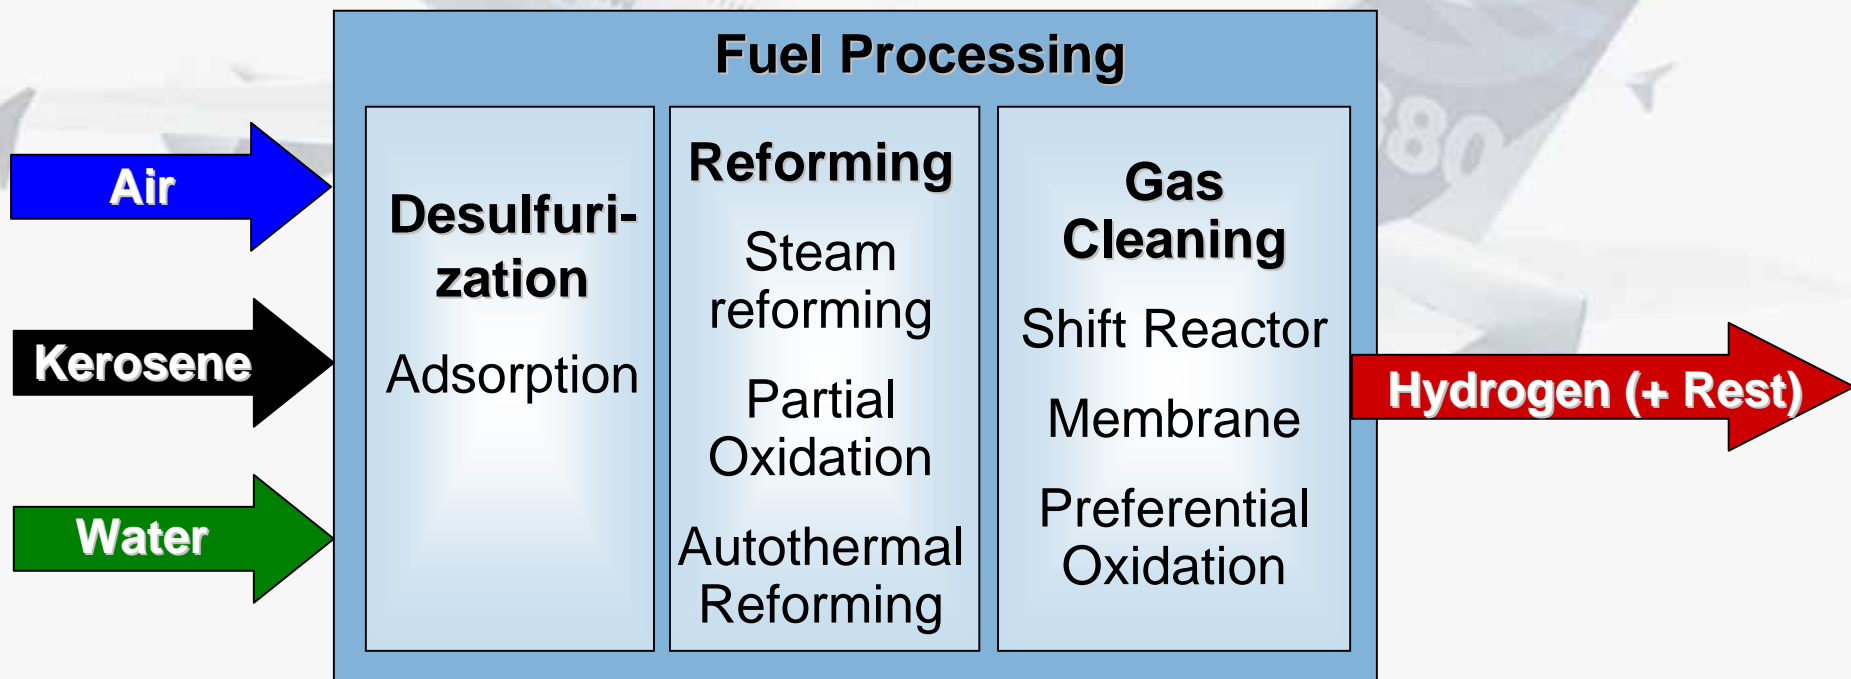 Fuel Processing
Air
Kerosene
Water
Desulfuri-
zation
Adsorption
Reforming
Steam
reforming
Partial
Oxidation
Autothermal
Reforming
Gas
Cleaning
Shift Reactor
Membrane
Preferential
Oxidation
Hydrogen (+ Rest)
380